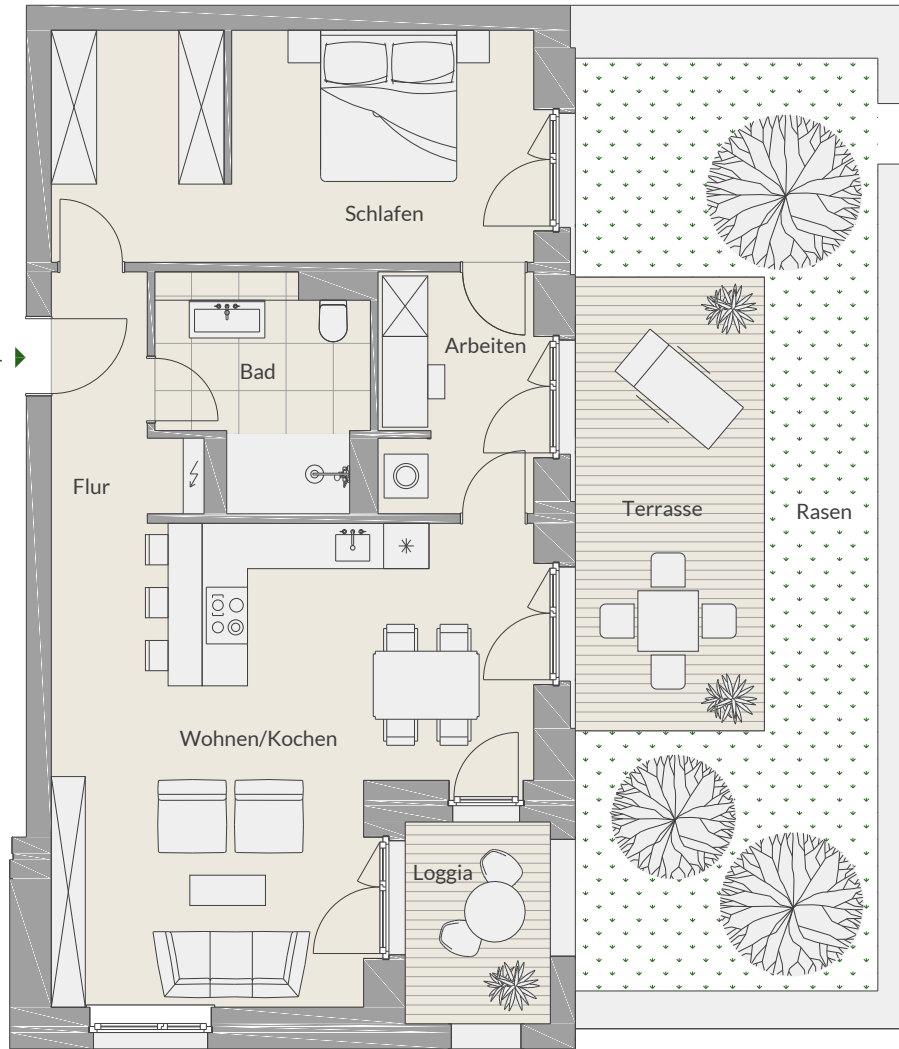 Schlafen
Arbeiten
Bad
Flur
Terrasse
Rasen
Wohnen/Kochen
Loggia